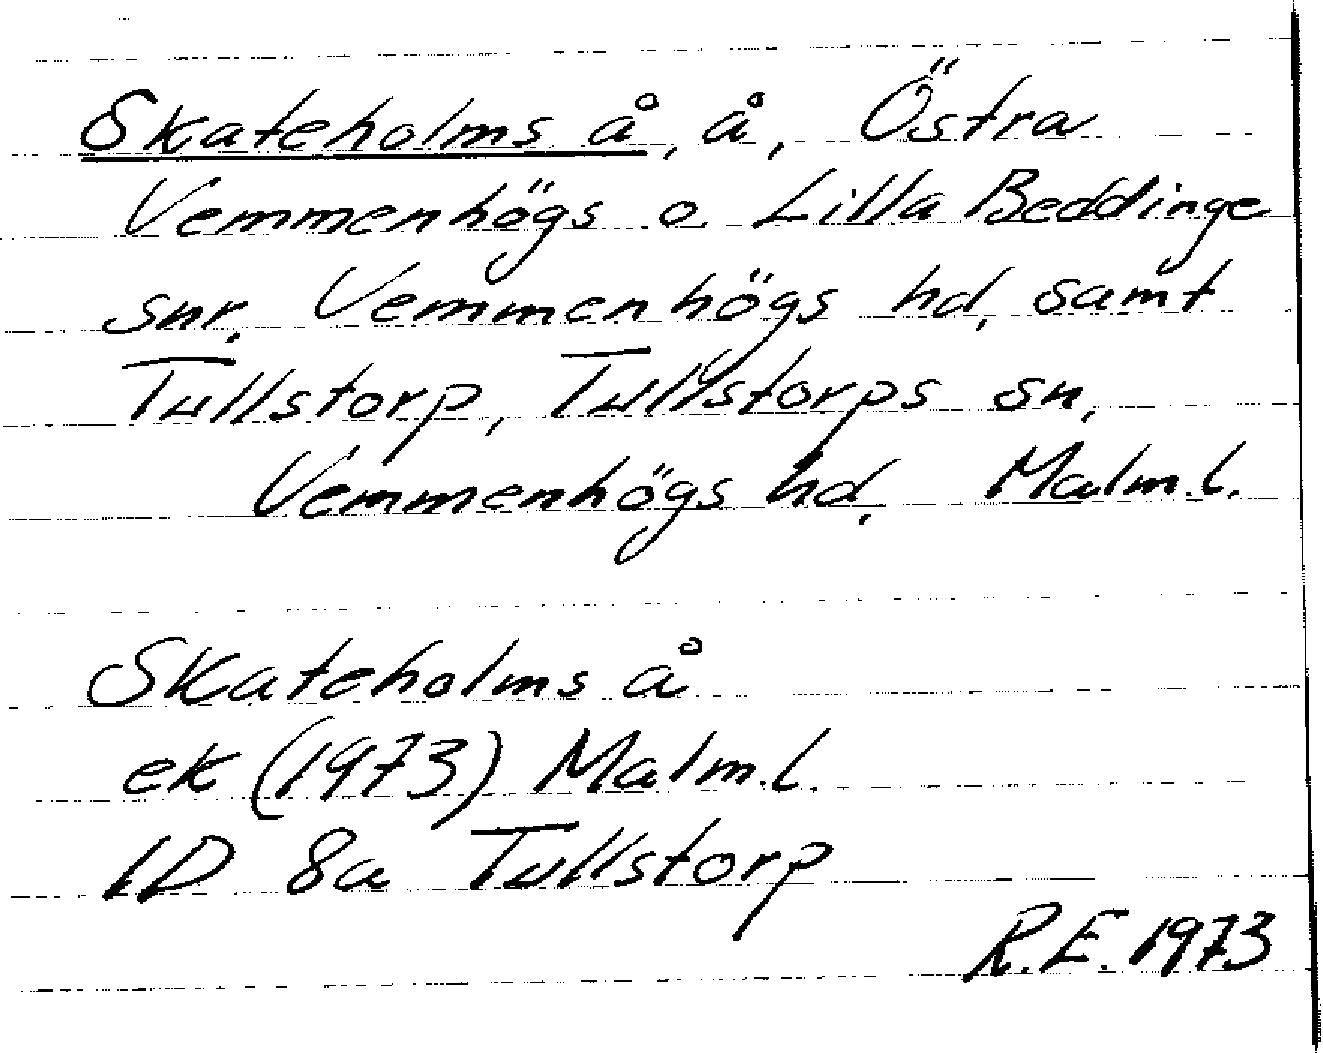 Skateholms å, å, Östra
Vemmenhögs o. Lilla Beddinge
snr. Vemmenhögs hd, samt
Tullstorp, Tullstorps sn,
Vemmenhögs hd, Malm.l.
Skateholms å
ek (1973) Malm.l.
1D 8a Tullstorp
R.E. 1973